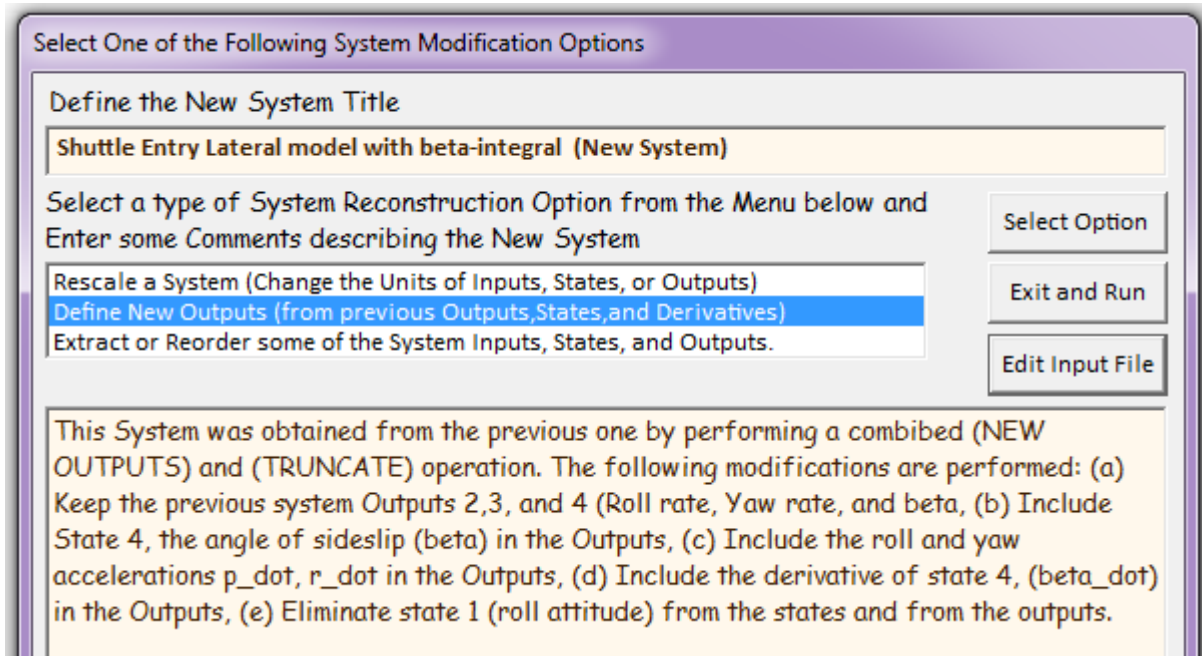 Select One of the Following System Modification Options
Define the New System Title
Shuttle Entry Lateral model with beta-integral (New System)
Select a type of System Reconstruction Option from the Menu below and
Enter some Comments describing the New System
Select Option
Rescale a System (Change the Units of Inputs, States, or Outputs)
Define New Outputs (from previous Outputs,States,and Derivatives)
Extract or Reorder some of the System Inputs, States, and Outputs.
Exit and Run
Edit Input File
This System was obtained from the previous one by performing a combibed (NEW
OUTPUTS) and (TRUNCATE) operation. The following modifications are performed: (a)
Keep the previous system Outputs 2,3, and 4 (Roll rate, Yaw rate, and beta, (b) Include
State 4, the angle of sideslip (beta) in the Outputs, (c) Include the roll and yaw
accelerations p_dot, r_dot in the Outputs, (d) Include the derivative of state 4, (beta_dot)
in the Outputs, (e) Eliminate state 1 (roll attitude) from the states and from the outputs.